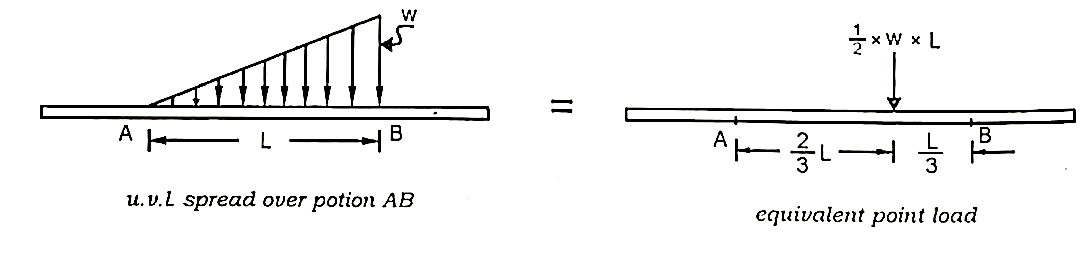 w
A
L
B
u.v.l spread over potion AB
=
1/2 × w × L
A
2/3 L
L/3
B
equivalent point load